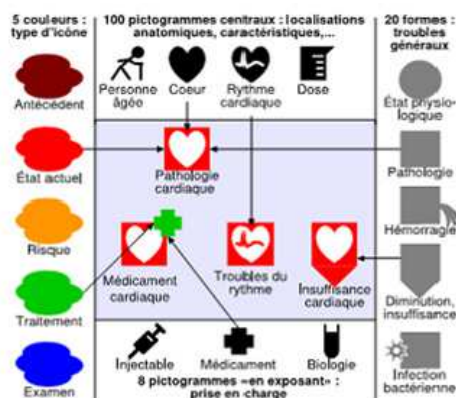 5 couleurs :
type d'icône
100 pictogrammes centraux : localisations
anatomiques, caractéristiques,...
20 formes :
troubles
généraux
Personne
âgée
Coeur
Rythme
cardiaque
Dose
Antécédent
État physio-
logique
État actuel
Pathologie
cardiaque
Pathologie
Risque
Hémorragie
Médicament
cardiaque
Troubles du
rythme
Insuffisance
cardiaque
Traitement
Diminution,
insuffisance
Injectable
Médicament
Biologie
Examen
Infection
bactérienne
8 pictogrammes «en exposant» :
prise en charge